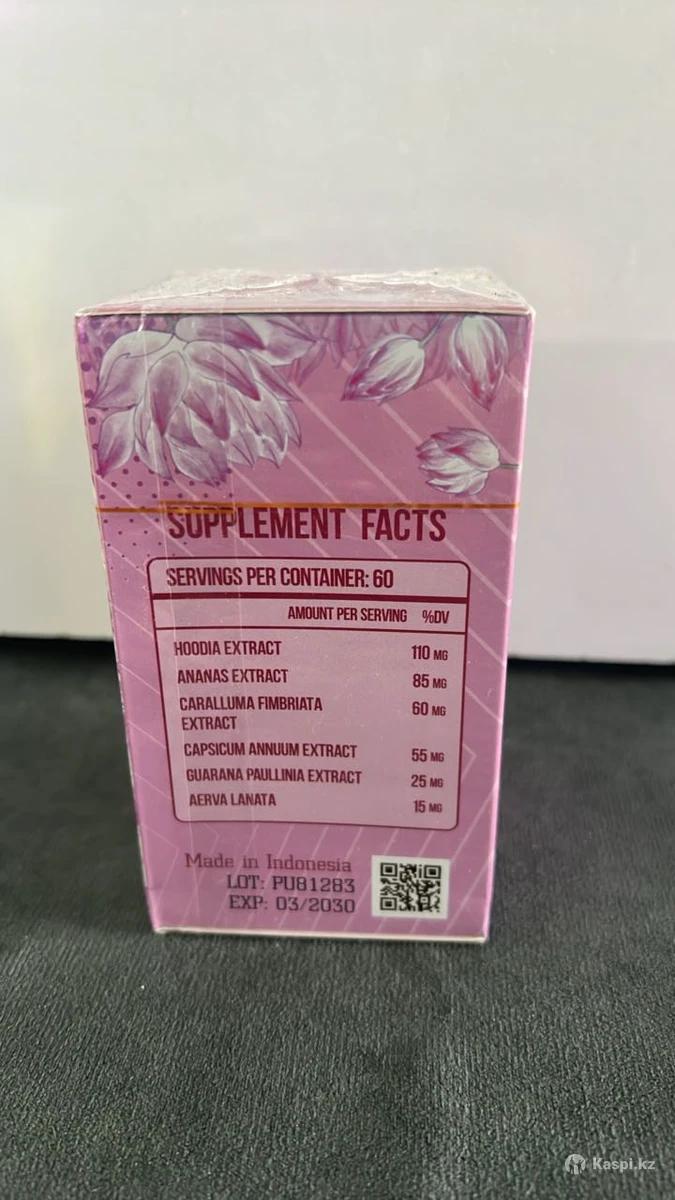 SUPPLEMENT FACTS
SERVINGS PER CONTAINER: 60
AMOUNT PER SERVING %DV
HOODIA EXTRACT 110 MG
ANANAS EXTRACT 85 MG
CARALLUMA FIMBRIATA 60 MG
EXTRACT
CAPSICUM ANNUUM EXTRACT 55 MG
GUARANA PAULLINIA EXTRACT 25 MG
AERVA LANATA 15 MG
Made in Indonesia
LOT: PU81283
EXP: 03/2030
Kaspi.kz